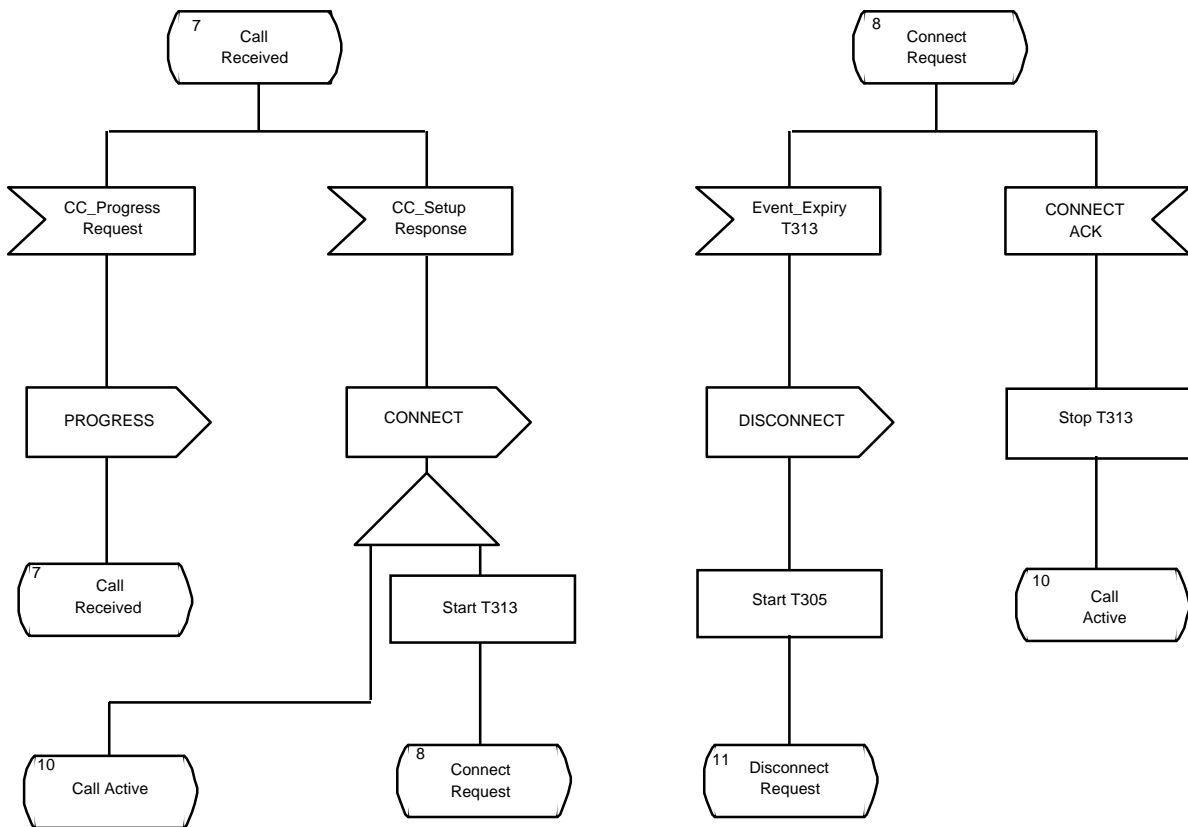 7
Call
Received
8
Connect
Request
CC_Progress
Request
CC_Setup
Response
Event_Expiry
T313
CONNECT
ACK
PROGRESS
CONNECT
DISCONNECT
Stop T313
7
Call
Received
Start T313
Start T305
10
Call
Active
10
Call Active
8
Connect
Request
11
Disconnect
Request